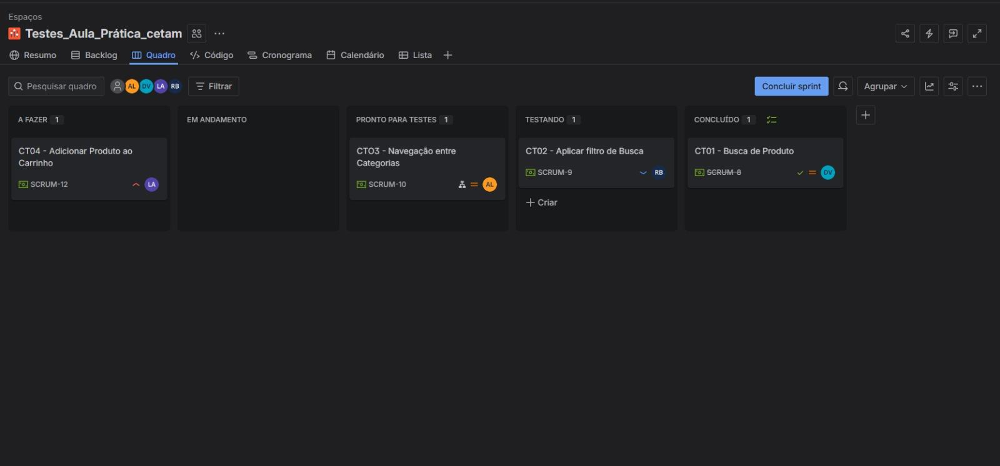 Espaços
Testes_Aula_Prática_cetam
Resumo
Backlog
Quadro
Código
Cronograma
Calendário
Lista
Pesquisar quadro
AL
DV
LA
RB
Filtrar
Concluir sprint
Agrupar
A FAZER 1
CT04 - Adicionar Produto ao
Carrinho
SCRUM-12
LA
EM ANDAMENTO
PRONTO PARA TESTES 1
CTO3 - Navegação entre
Categorias
SCRUM-10
AL
TESTANDO 1
CT02 - Aplicar filtro de Busca
SCRUM-9
RB
Criar
CONCLUÍDO 1
CT01 - Busca de Produto
SCRUM-8
DV